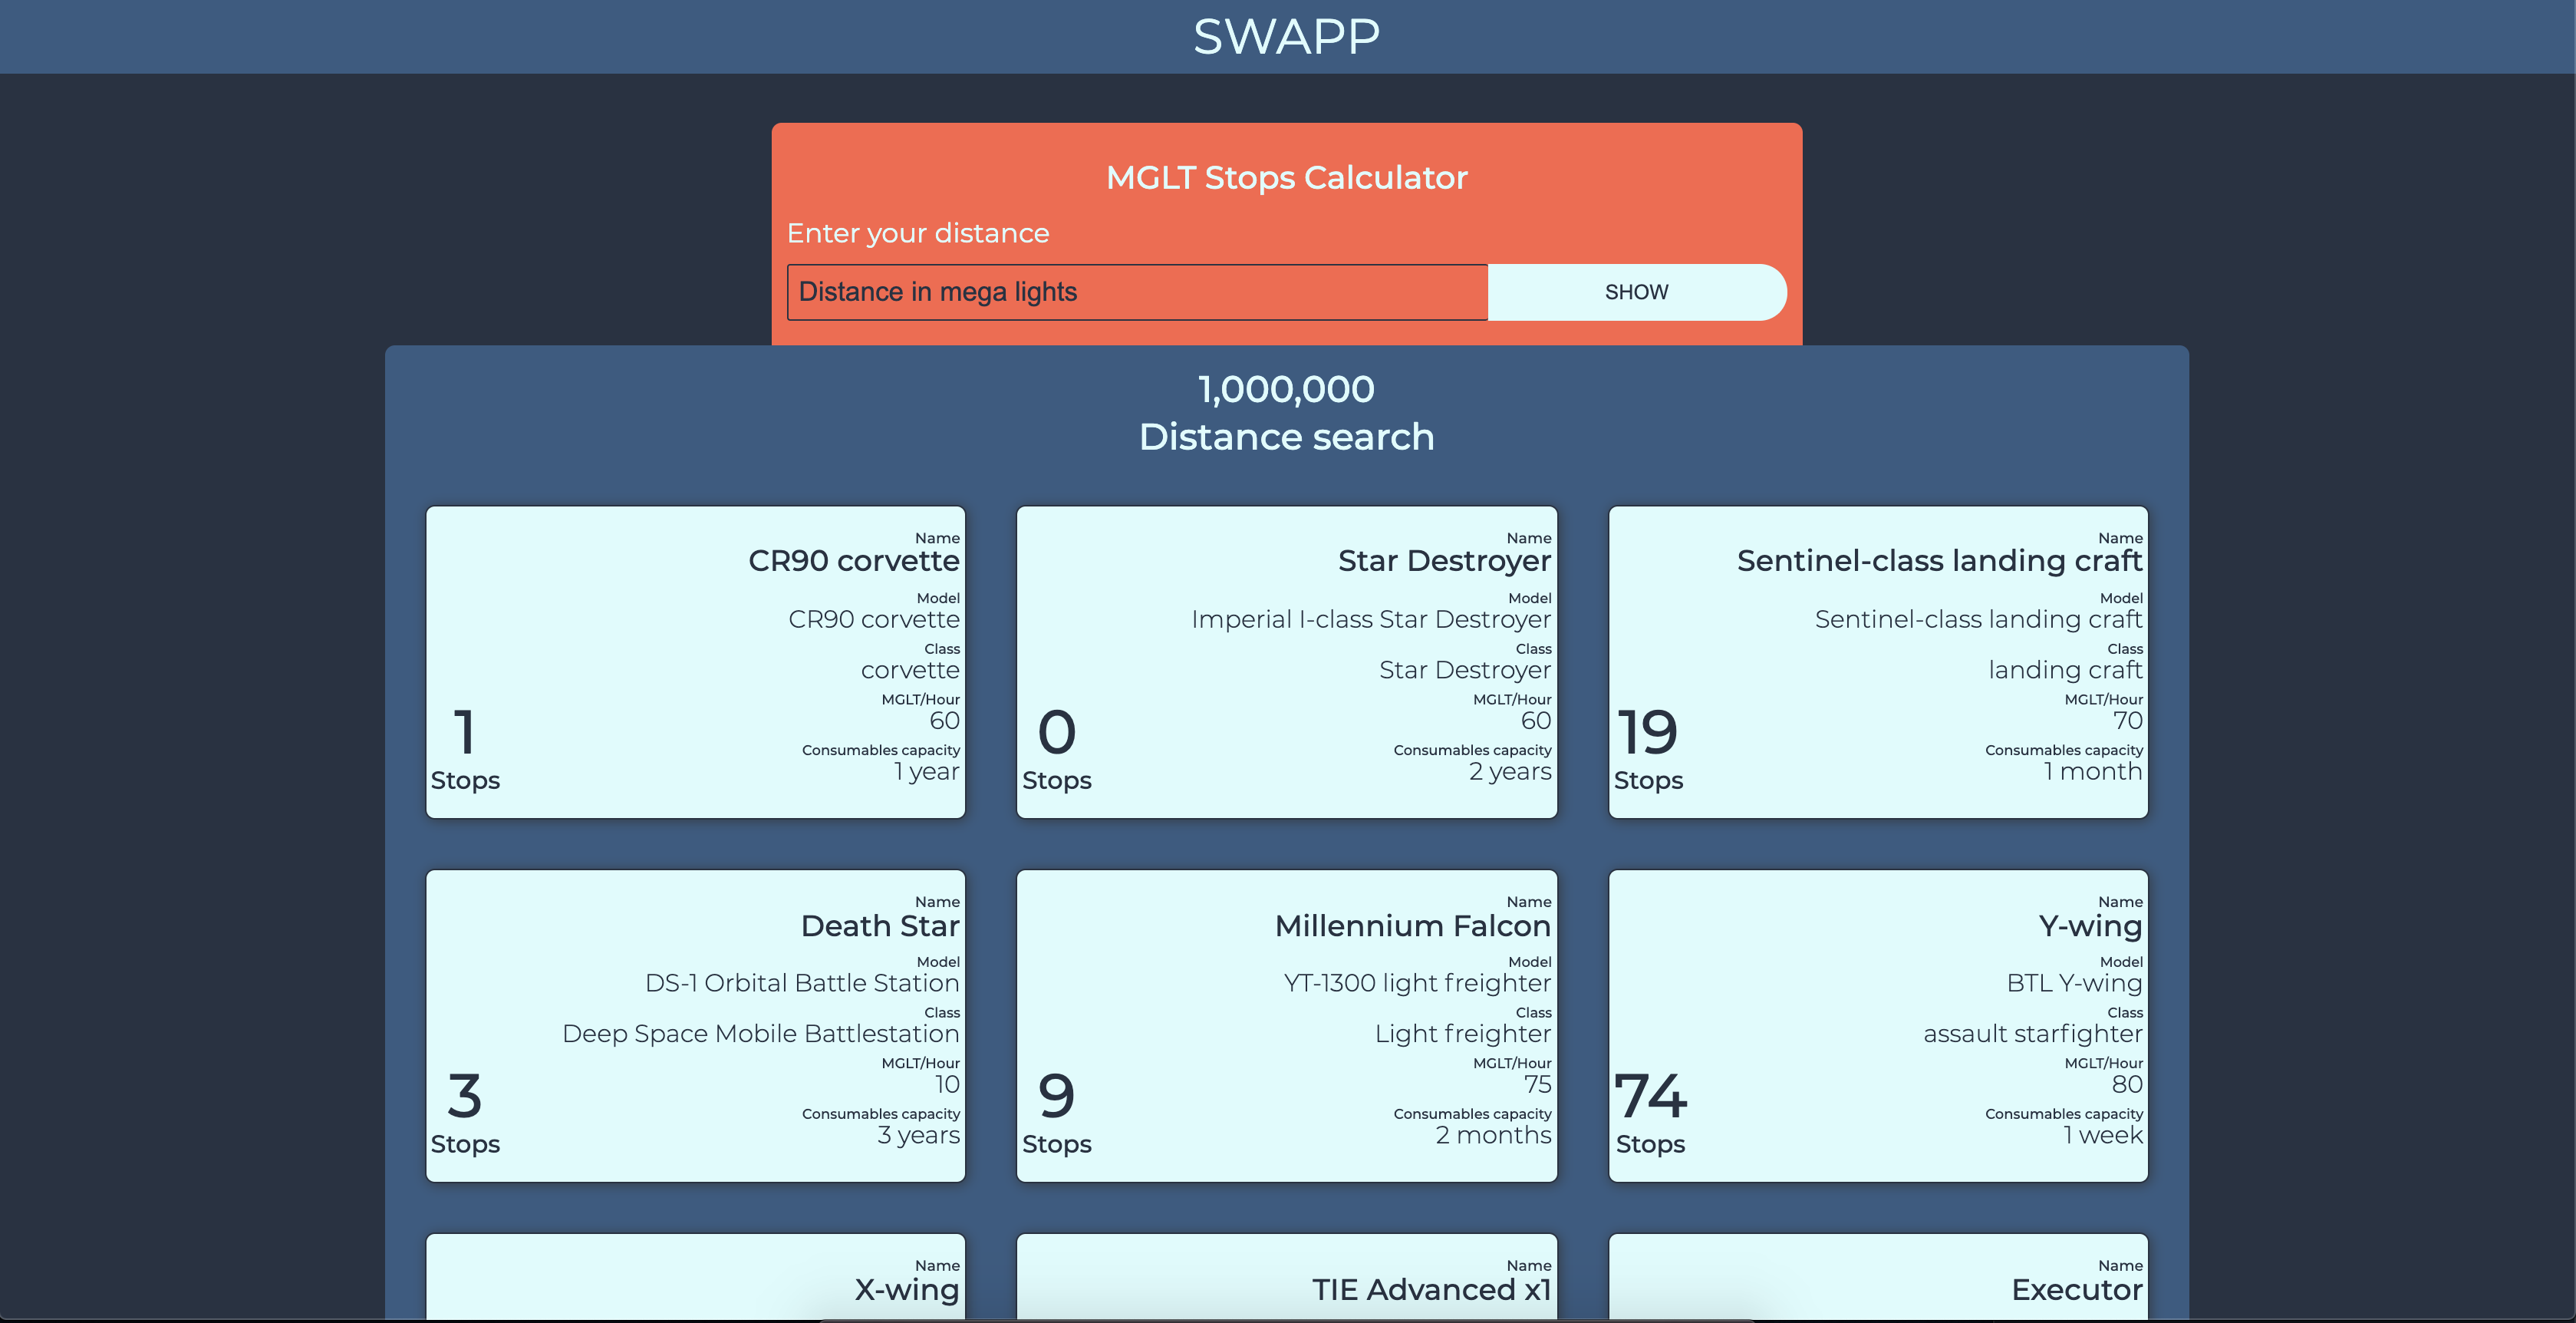 SWAPP
MGLT Stops Calculator
Enter your distance
Distance in mega lights
SHOW
1,000,000
Distance search
Name
CR90 corvette
Model
CR90 corvette
Class
corvette
MGLT/Hour
60
Consumables capacity
1 year
1
Stops
Name
Star Destroyer
Model
Imperial I-class Star Destroyer
Class
Star Destroyer
MGLT/Hour
60
Consumables capacity
2 years
0
Stops
Name
Sentinel-class landing craft
Model
Sentinel-class landing craft
Class
landing craft
MGLT/Hour
70
Consumables capacity
1 month
19
Stops
Name
Death Star
Model
DS-1 Orbital Battle Station
Class
Deep Space Mobile Battlestation
MGLT/Hour
10
Consumables capacity
3 years
3
Stops
Name
Millennium Falcon
Model
YT-1300 light freighter
Class
Light freighter
MGLT/Hour
75
Consumables capacity
2 months
9
Stops
Name
Y-wing
Model
BTL Y-wing
Class
assault starfighter
MGLT/Hour
80
Consumables capacity
1 week
74
Stops
Name
X-wing
Name
TIE Advanced x1
Name
Executor